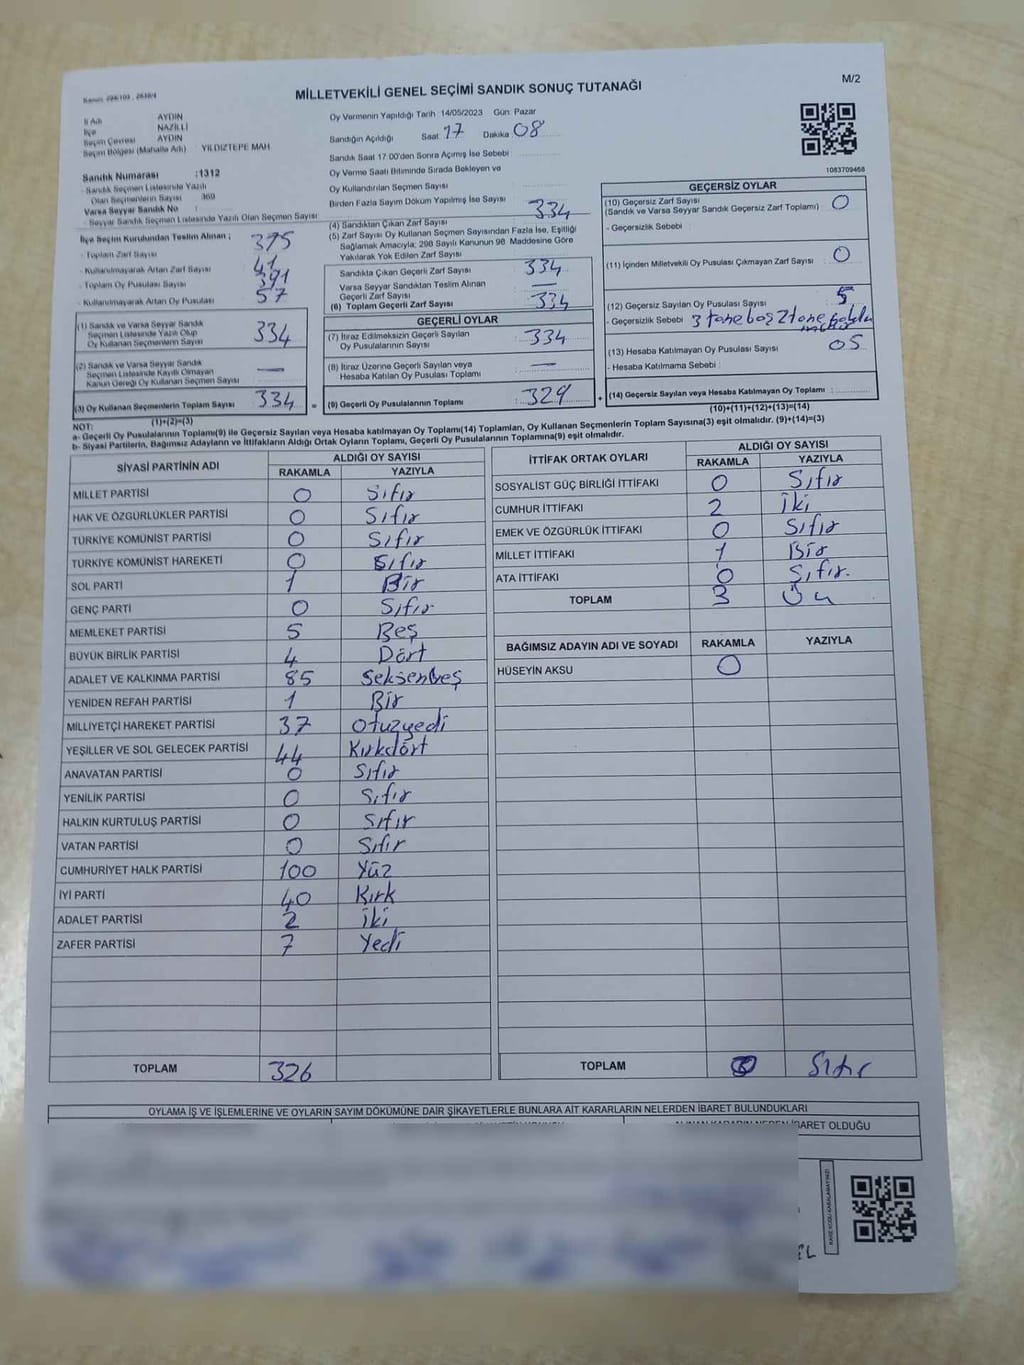 MİLLETVEKİLİ GENEL SEÇİMİ SANDIK SONUÇ TUTANAĞI
M/2
İl Adı AYDIN
İlçe NAZİLLİ
Seçim Çevresi AYDIN
Seçim Bölgesi (Mahalle Adı) YILDIZTEPE MAH
Sandık Numarası :1312
- Sandık Seçmen Listesinde Yazılı
Olan Seçmenlerin Sayısı 369
Varsa Seyyar Sandık No
- Seyyar Sandık Seçmen Listesinde Yazılı Olan Seçmen Sayısı
İlçe Seçim Kurulundan Teslim Alınan ;
- Toplam Zarf Sayısı 375
- Kullanılmayarak Artan Zarf Sayısı 41
- Toplam Oy Pusulası Sayısı 391
- Kullanılmayarak Artan Oy Pusulası 57
Oy Vermenin Yapıldığı Tarih 14/05/2023 Gün Pazar
Sandığın Açıldığı Saat 17 Dakika 08
Sandık Saat 17:00'den Sonra Açmış İse Sebebi
Oy Verme Saati Bitiminde Sırada Bekleyen ve
Oy Kullandırılan Seçmen Sayısı
Birden Fazla Sayım Döküm Yapılmış İse Sayısı
(4) Sandıktan Çıkan Zarf Sayısı 334
(5) Zarf Sayısı Oy Kullanan Seçmen Sayısından Fazla İse, Eşitliği
Sağlamak Amacıyla; 298 Sayılı Kanunun 98 Maddesine Göre
Yakılarak Yok Edilen Zarf Sayısı
Sandıkta Çıkan Geçerli Zarf Sayısı 334
Varsa Seyyar Sandıktan Teslim Alınan
Geçerli Zarf Sayısı —
(6) Toplam Geçerli Zarf Sayısı 334
1083709468
GEÇERSİZ OYLAR
(10) Geçersiz Zarf Sayısı 0
(Sandık ve Varsa Seyyar Sandık Geçersiz Zarf Toplamı)
- Geçersizlik Sebebi
(11) İçinden Milletvekili Oy Pusulası Çıkmayan Zarf Sayısı 0
(12) Geçersiz Sayılan Oy Pusulası Sayısı 5
- Geçersizlik Sebebi 3 tane boş 2 tane
(13) Hesaba Katılmayan Oy Pusulası Sayısı 05
- Hesaba Katılmama Sebebi :
(14) Geçersiz Sayılan veya Hesaba Katılmayan Oy Toplamı :
(10)+(11)+(12)+(13)=(14)
(1) Sandık ve Varsa Seyyar Sandık
Seçmen Listesinde Yazılı Olup
Oy Kullanan Seçmenlerin Sayısı 334
(2) Sandık ve Varsa Seyyar Sandık
Seçmen Listesinde Kayıtlı Olmayan
Kanun Gereği Oy Kullanan Seçmen Sayısı —
(3) Oy Kullanan Seçmenlerin Toplam Sayısı 334
(1)+(2)=(3)
GEÇERLİ OYLAR
(7) İtiraz Edilmeksizin Geçerli Sayılan
Oy Pusulalarının Sayısı 334
(8) İtiraz Üzerine Geçerli Sayılan veya
Hesaba Katılan Oy Pusulası Toplamı —
(9) Geçerli Oy Pusulalarının Toplamı 329
NOT:
a- Geçerli Oy Pusulalarının Toplamı(9) ile Geçersiz Sayılan veya Hesaba katılmayan Oy Toplamı(14) Toplamları, Oy Kullanan Seçmenlerin Toplam Sayısına(3) eşit olmalıdır. (9)+(14)=(3)
b- Siyasi Partilerin, Bağımsız Adayların ve İttifakların Aldığı Ortak Oyların Toplamı, Geçerli Oy Pusulalarının Toplamına(9) eşit olmalıdır.
SİYASİ PARTİNİN ADI ALDIĞI OY SAYISI
RAKAMLA YAZIYLA
MİLLET PARTİSİ 0 Sıfır
HAK VE ÖZGÜRLÜKLER PARTİSİ 0 Sıfır
TÜRKİYE KOMÜNİST PARTİSİ 0 Sıfır
TÜRKİYE KOMÜNİST HAREKETİ 0 Sıfır
SOL PARTİ 1 Bir
GENÇ PARTİ 0 Sıfır
MEMLEKET PARTİSİ 5 Beş
BÜYÜK BİRLİK PARTİSİ 4 Dört
ADALET VE KALKINMA PARTİSİ 85 Seksenbeş
YENİDEN REFAH PARTİSİ 1 Bir
MİLLİYETÇİ HAREKET PARTİSİ 37 Otuzyedi
YEŞİLLER VE SOL GELECEK PARTİSİ 44 Kırkdört
ANAVATAN PARTİSİ 0 Sıfır
YENİLİK PARTİSİ 0 Sıfır
HALKIN KURTULUŞ PARTİSİ 0 Sıfır
VATAN PARTİSİ 0 Sıfır
CUMHURİYET HALK PARTİSİ 100 Yüz
İYİ PARTİ 40 Kırk
ADALET PARTİSİ 2 İki
ZAFER PARTİSİ 7 Yedi
TOPLAM 326
İTTİFAK ORTAK OYLARI ALDIĞI OY SAYISI
RAKAMLA YAZIYLA
SOSYALİST GÜÇ BİRLİĞİ İTTİFAKI 0 Sıfır
CUMHUR İTTİFAKI 2 İki
EMEK VE ÖZGÜRLÜK İTTİFAKI 0 Sıfır
MİLLET İTTİFAKI 1 Bir
ATA İTTİFAKI 0 Sıfır.
TOPLAM 3 Üç
BAĞIMSIZ ADAYIN ADI VE SOYADI RAKAMLA YAZIYLA
HÜSEYİN AKSU 0
TOPLAM Sıfır
OYLAMA İŞ VE İŞLEMLERİNE VE OYLARIN SAYIM DÖKÜMÜNE DAİR ŞİKAYETLERLE BUNLARA AİT KARARLARIN NELERDEN İBARET BULUNDUKLARI
İBARET OLDUĞU